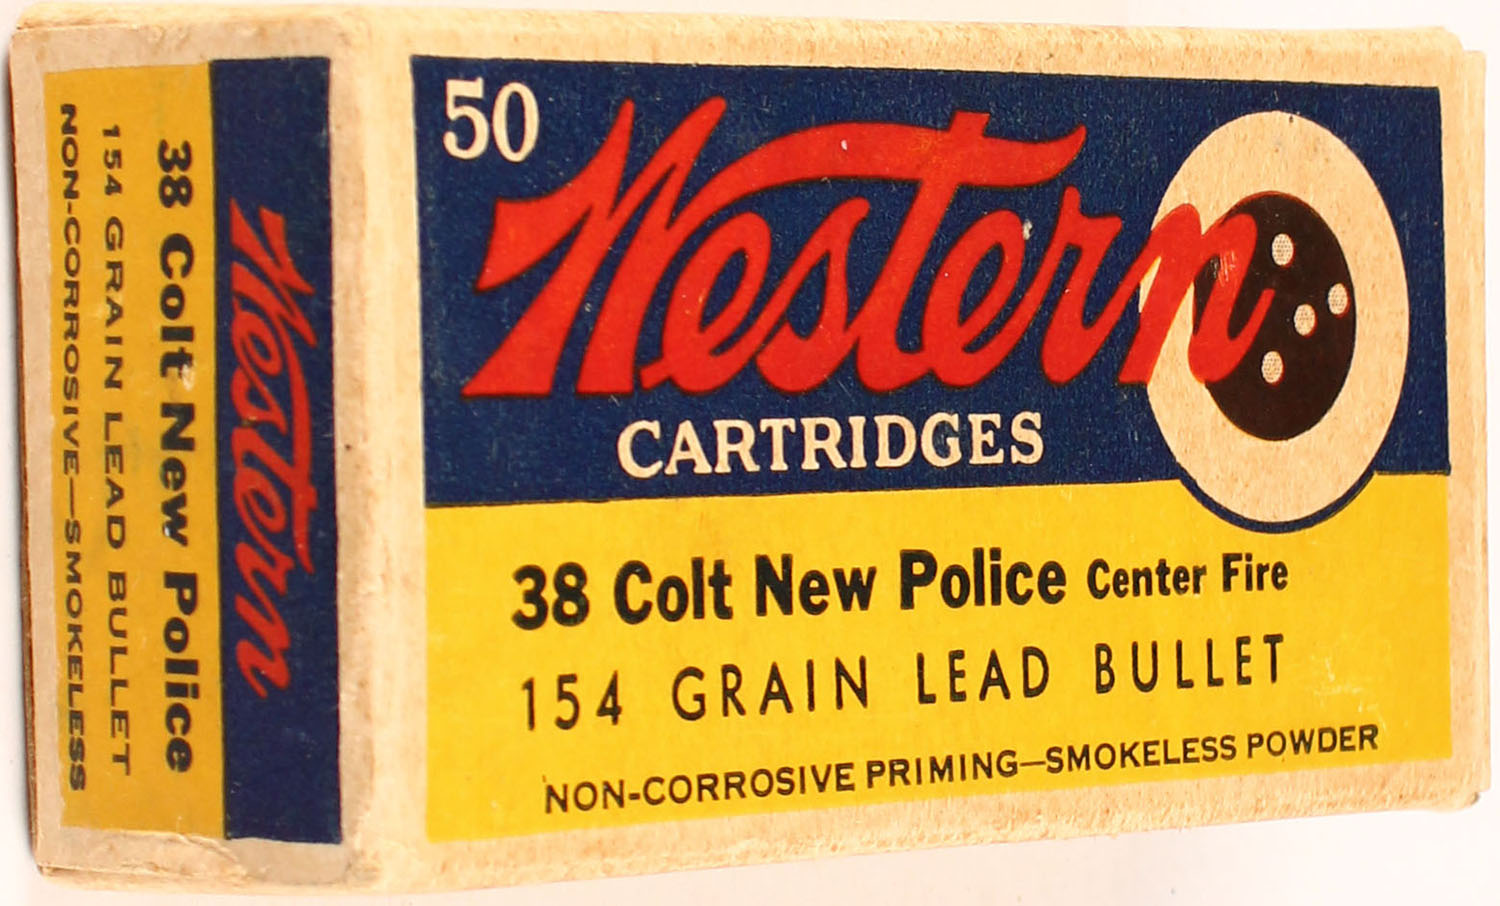 50
Western
CARTRIDGES
38 Colt New Police Center Fire
154 GRAIN LEAD BULLET
NON-CORROSIVE PRIMING—SMOKELESS POWDER
Western
38 Colt New Police
154 GRAIN LEAD BULLET
NON-CORROSIVE—SMOKELESS